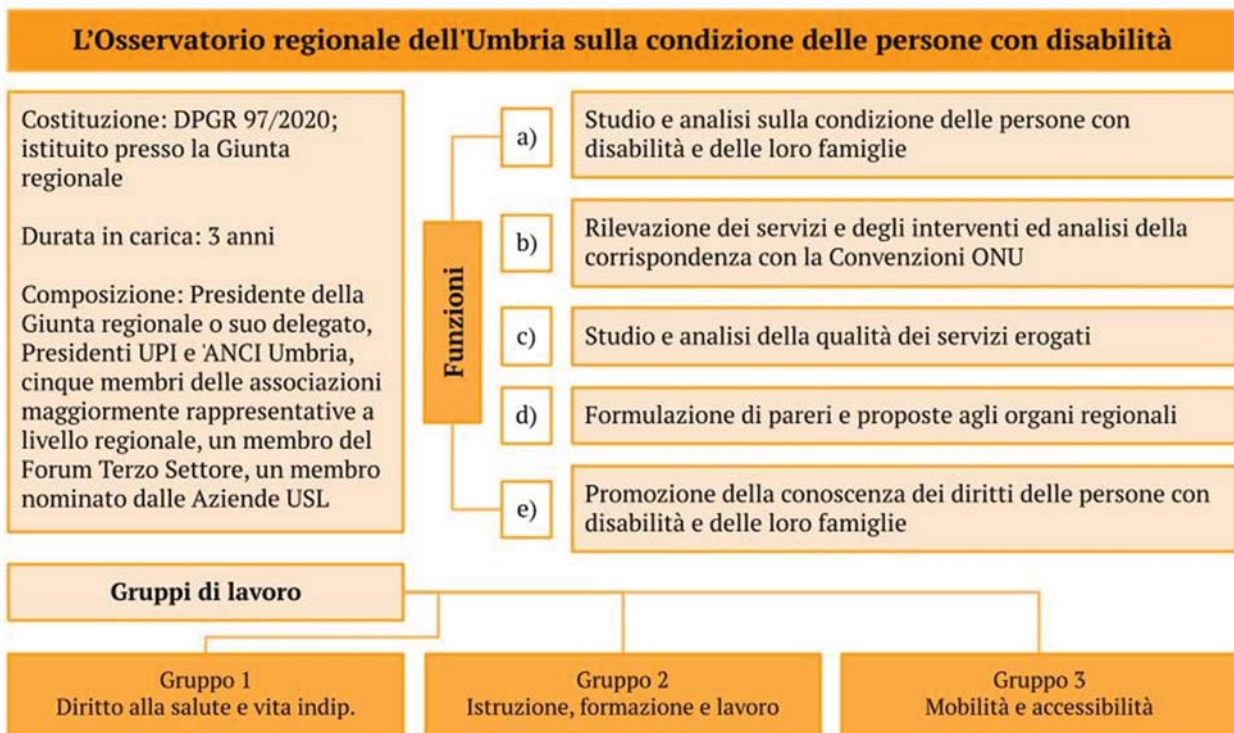 L'Osservatorio regionale dell'Umbria sulla condizione delle persone con disabilità
Costituzione: DPGR 97/2020;
istituito presso la Giunta
regionale
Durata in carica: 3 anni
Composizione: Presidente della
Giunta regionale o suo delegato,
Presidenti UPI e 'ANCI Umbria,
cinque membri delle associazioni
maggiormente rappresentative a
livello regionale, un membro del
Forum Terzo Settore, un membro
nominato dalle Aziende USL
Funzioni
a)
Studio e analisi sulla condizione delle persone con
disabilità e delle loro famiglie
b)
Rilevazione dei servizi e degli interventi ed analisi della
corrispondenza con la Convenzioni ONU
c)
Studio e analisi della qualità dei servizi erogati
d)
Formulazione di pareri e proposte agli organi regionali
e)
Promozione della conoscenza dei diritti delle persone con
disabilità e delle loro famiglie
Gruppi di lavoro
Gruppo 1
Diritto alla salute e vita indip.
Gruppo 2
Istruzione, formazione e lavoro
Gruppo 3
Mobilità e accessibilità